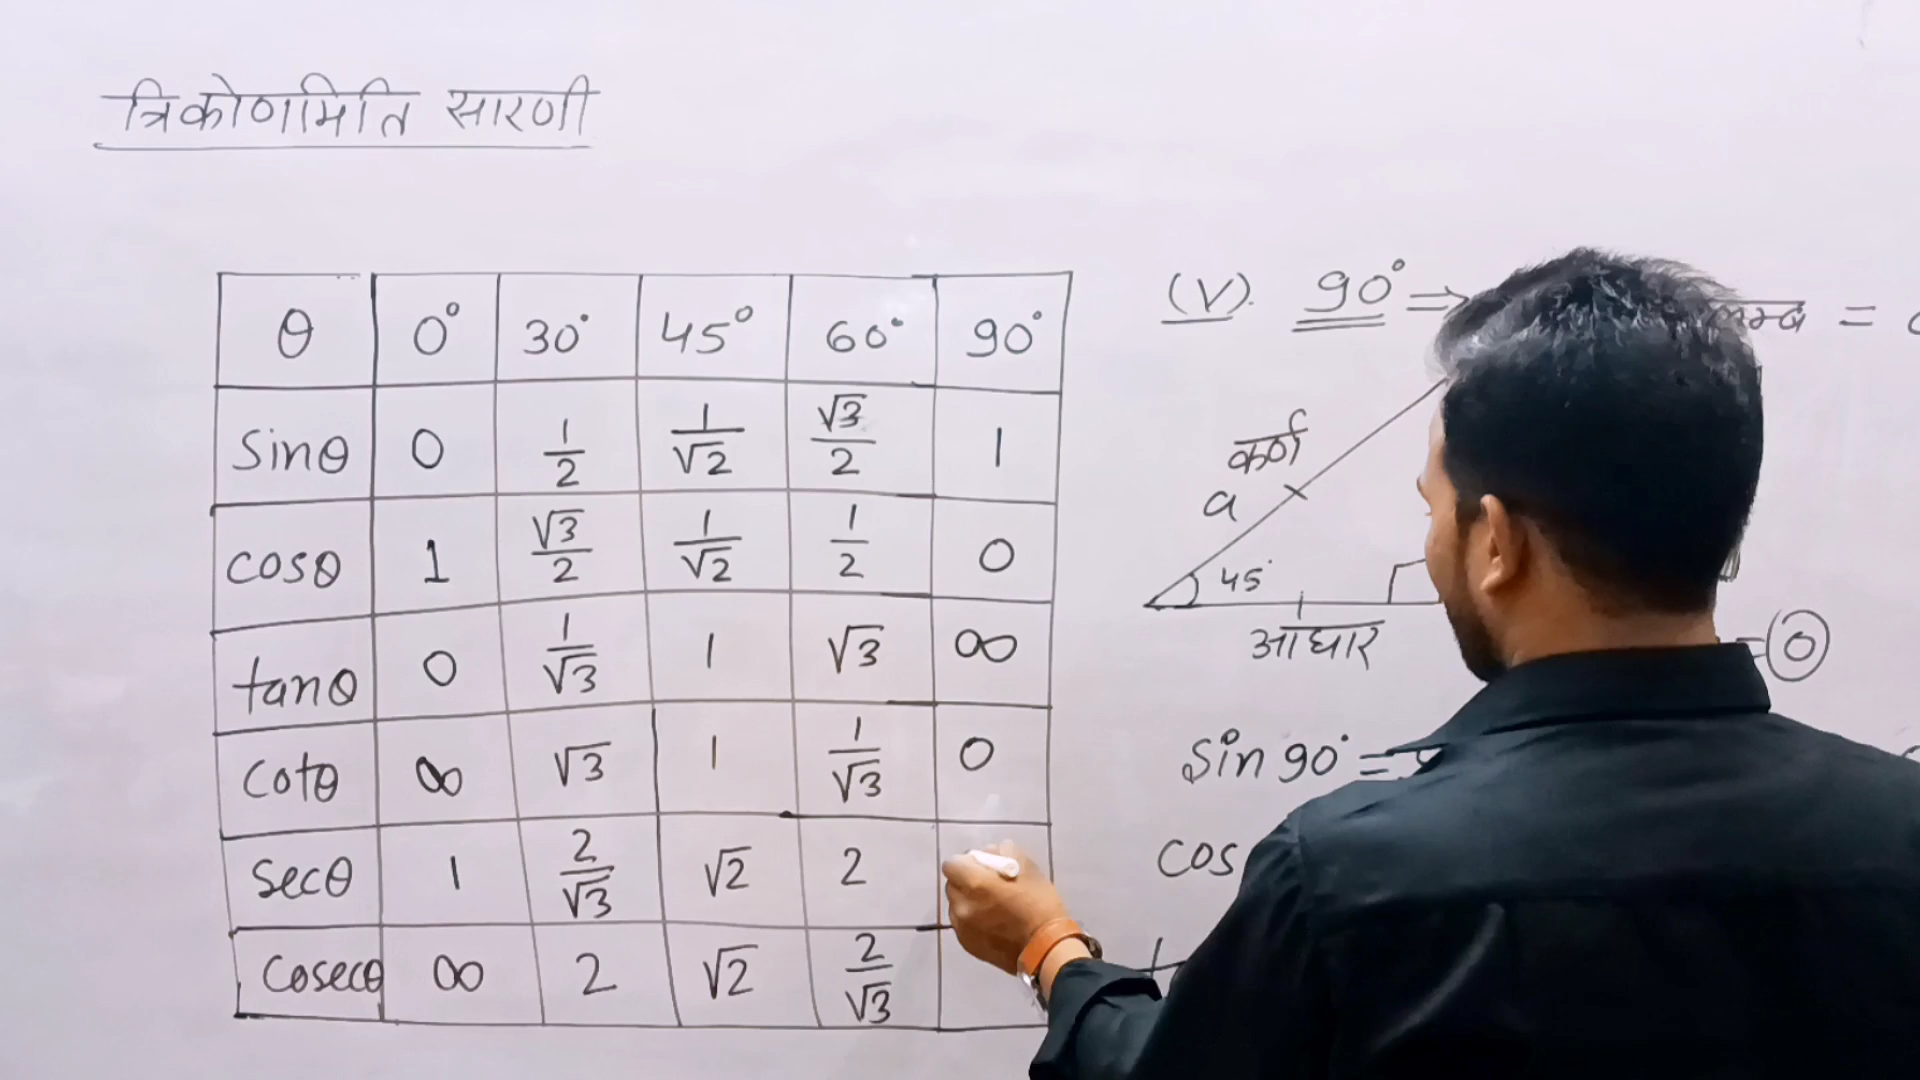 त्रिकोणमिति सारणी
θ 0° 30° 45° 60° 90°
sinθ 0 1/2 1/√2 √3/2 1
cosθ 1 √3/2 1/√2 1/2 0
tanθ 0 1/√3 1 √3 ∞
cotθ ∞ √3 1 1/√3 0
secθ 1 2/√3 √2 2
cosecθ ∞ 2 √2 2/√3
(V). 90° ⇒ लम्ब =
कर्ण
a
45°
आधार
= 0
sin 90° =
cos